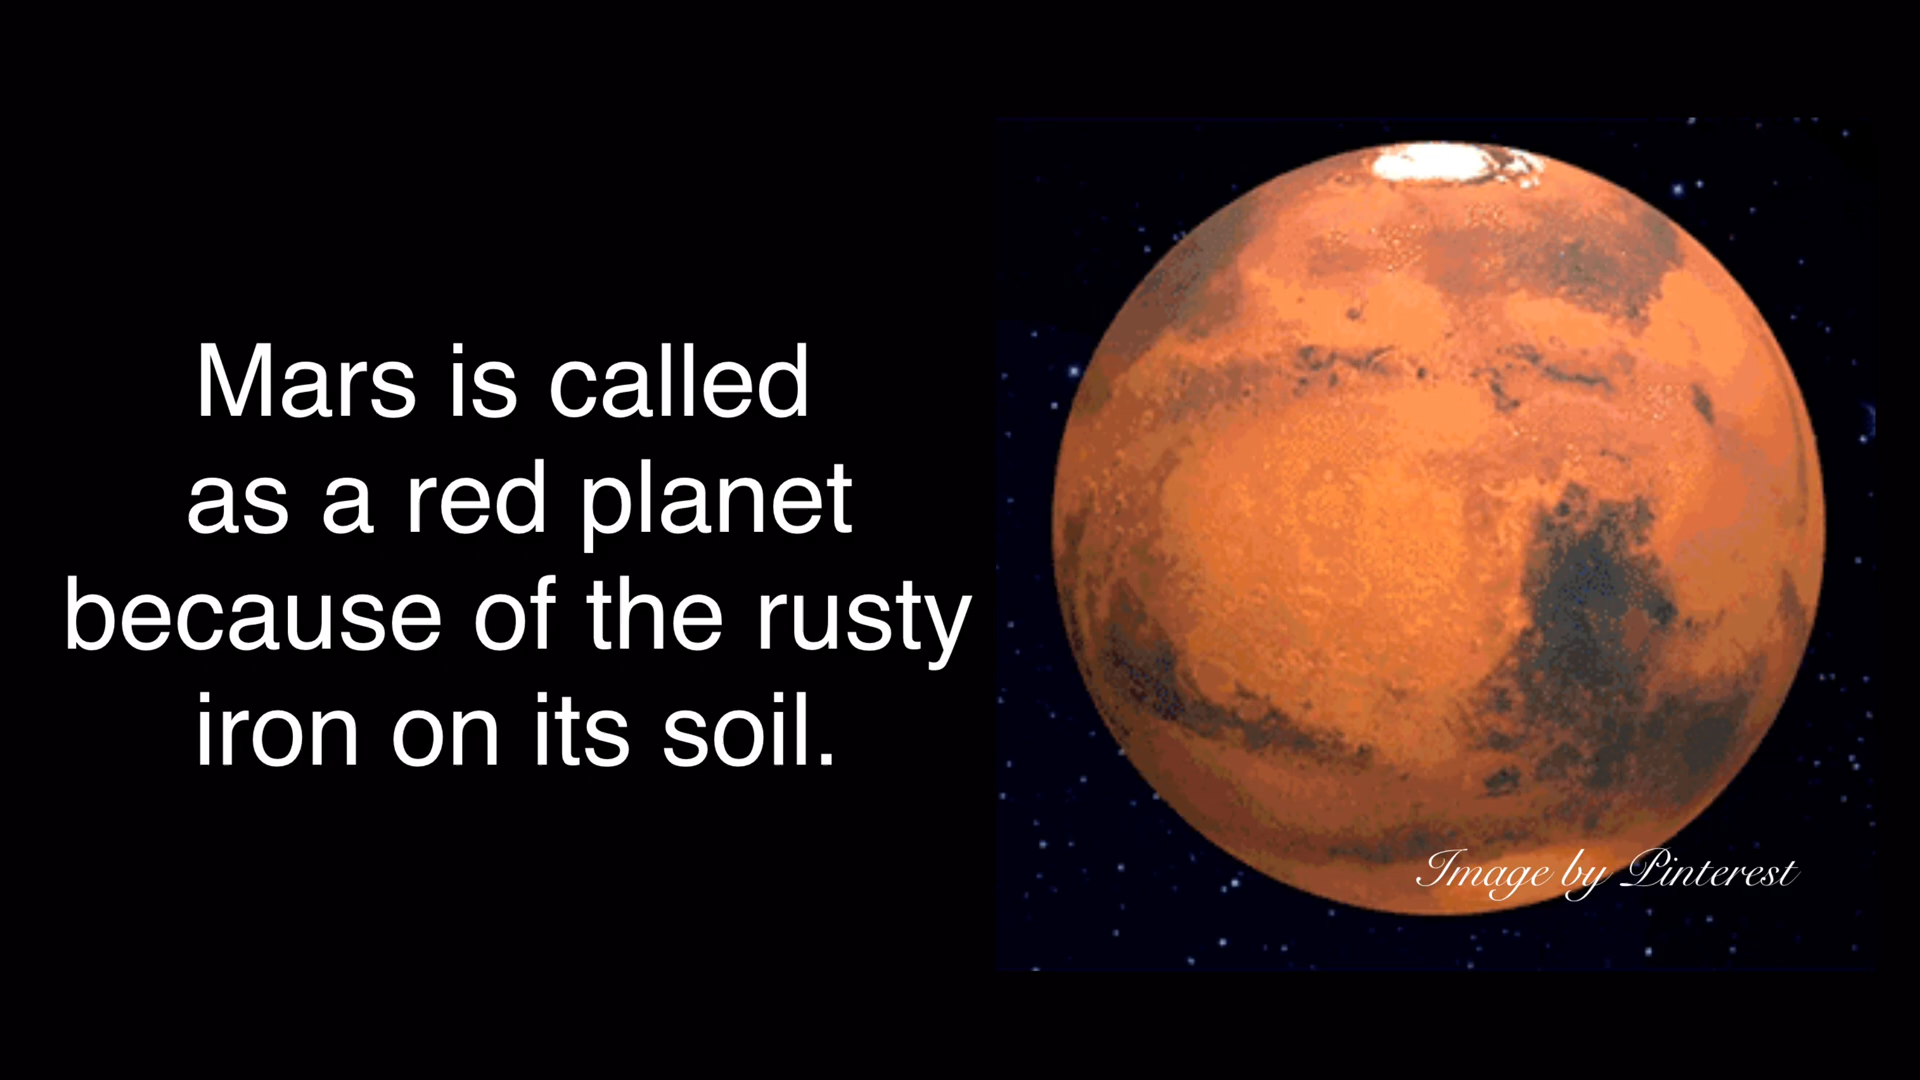 Mars is called
as a red planet
because of the rusty
iron on its soil.
Image by Pinterest